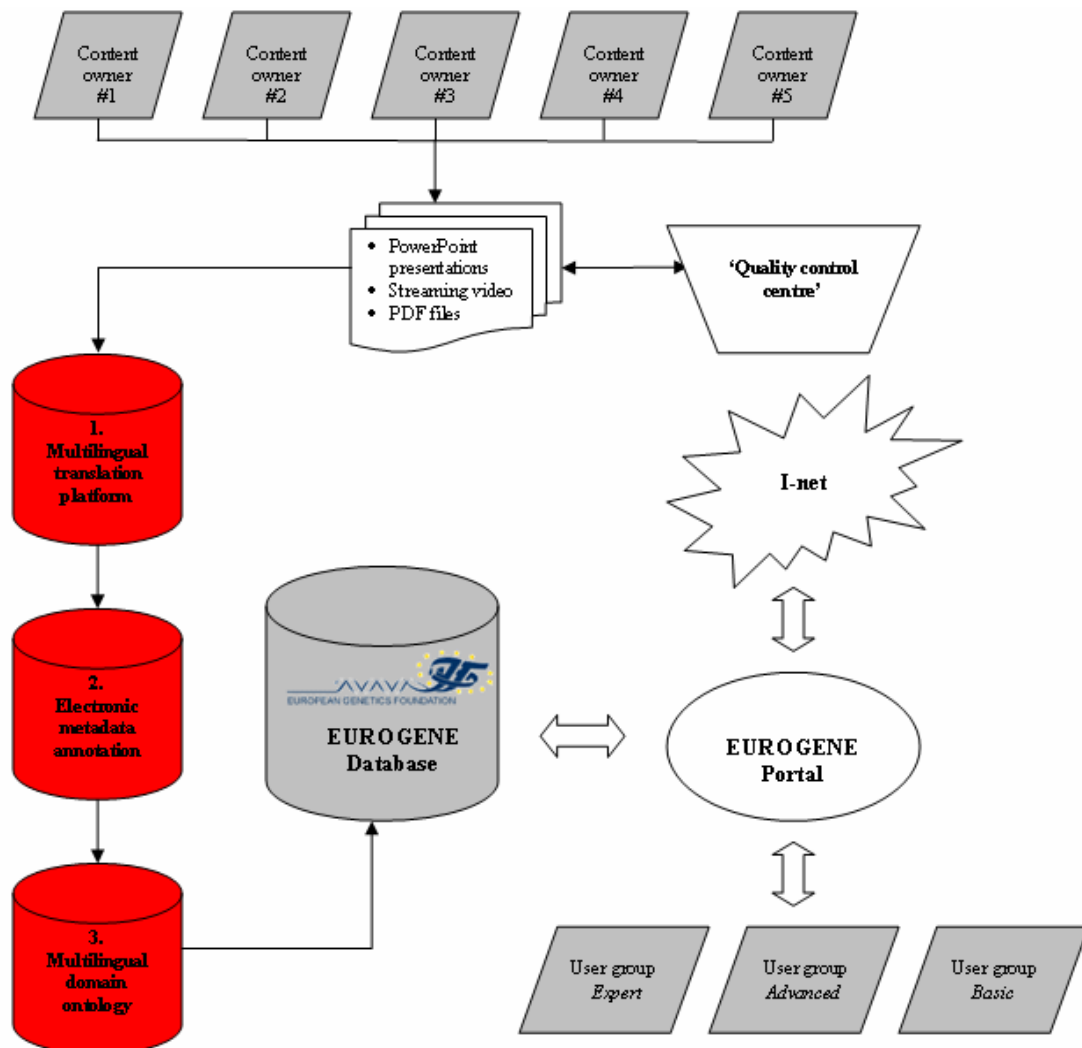 Content
owner
#1
Content
owner
#2
Content
owner
#3
Content
owner
#4
Content
owner
#5
• PowerPoint
presentations
• Streaming video
• PDF files
‘Quality control
centre’
1.
Multilingual
translation
platform
I-net
2.
Electronic
metadata
annotation
EUROPEAN GENETICS FOUNDATION
EUROGENE
Database
EUROGENE
Portal
3.
Multilingual
domain
ontology
User group
Expert
User group
Advanced
User group
Basic